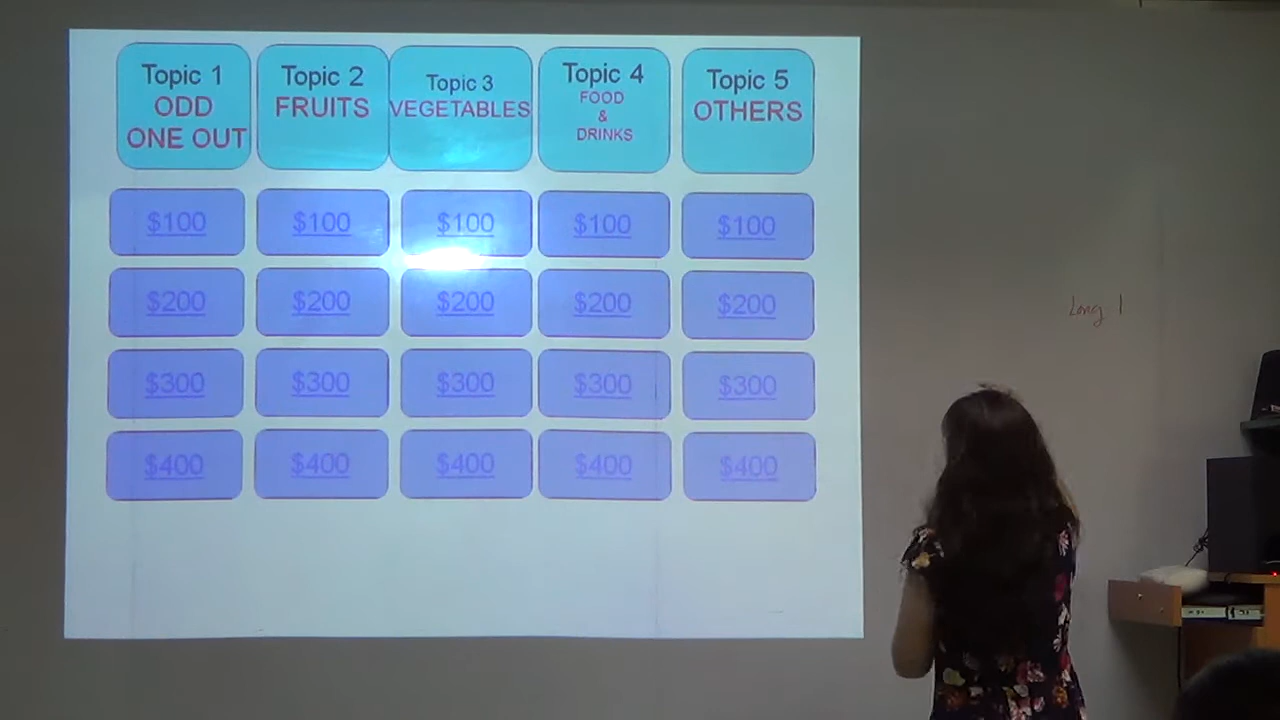 Topic 1
ODD
ONE OUT
Topic 2
FRUITS
Topic 3
VEGETABLES
Topic 4
FOOD
&
DRINKS
Topic 5
OTHERS
$100 $100 $100 $100 $100
$200 $200 $200 $200 $200
$300 $300 $300 $300 $300
$400 $400 $400 $400 $400
Long 1